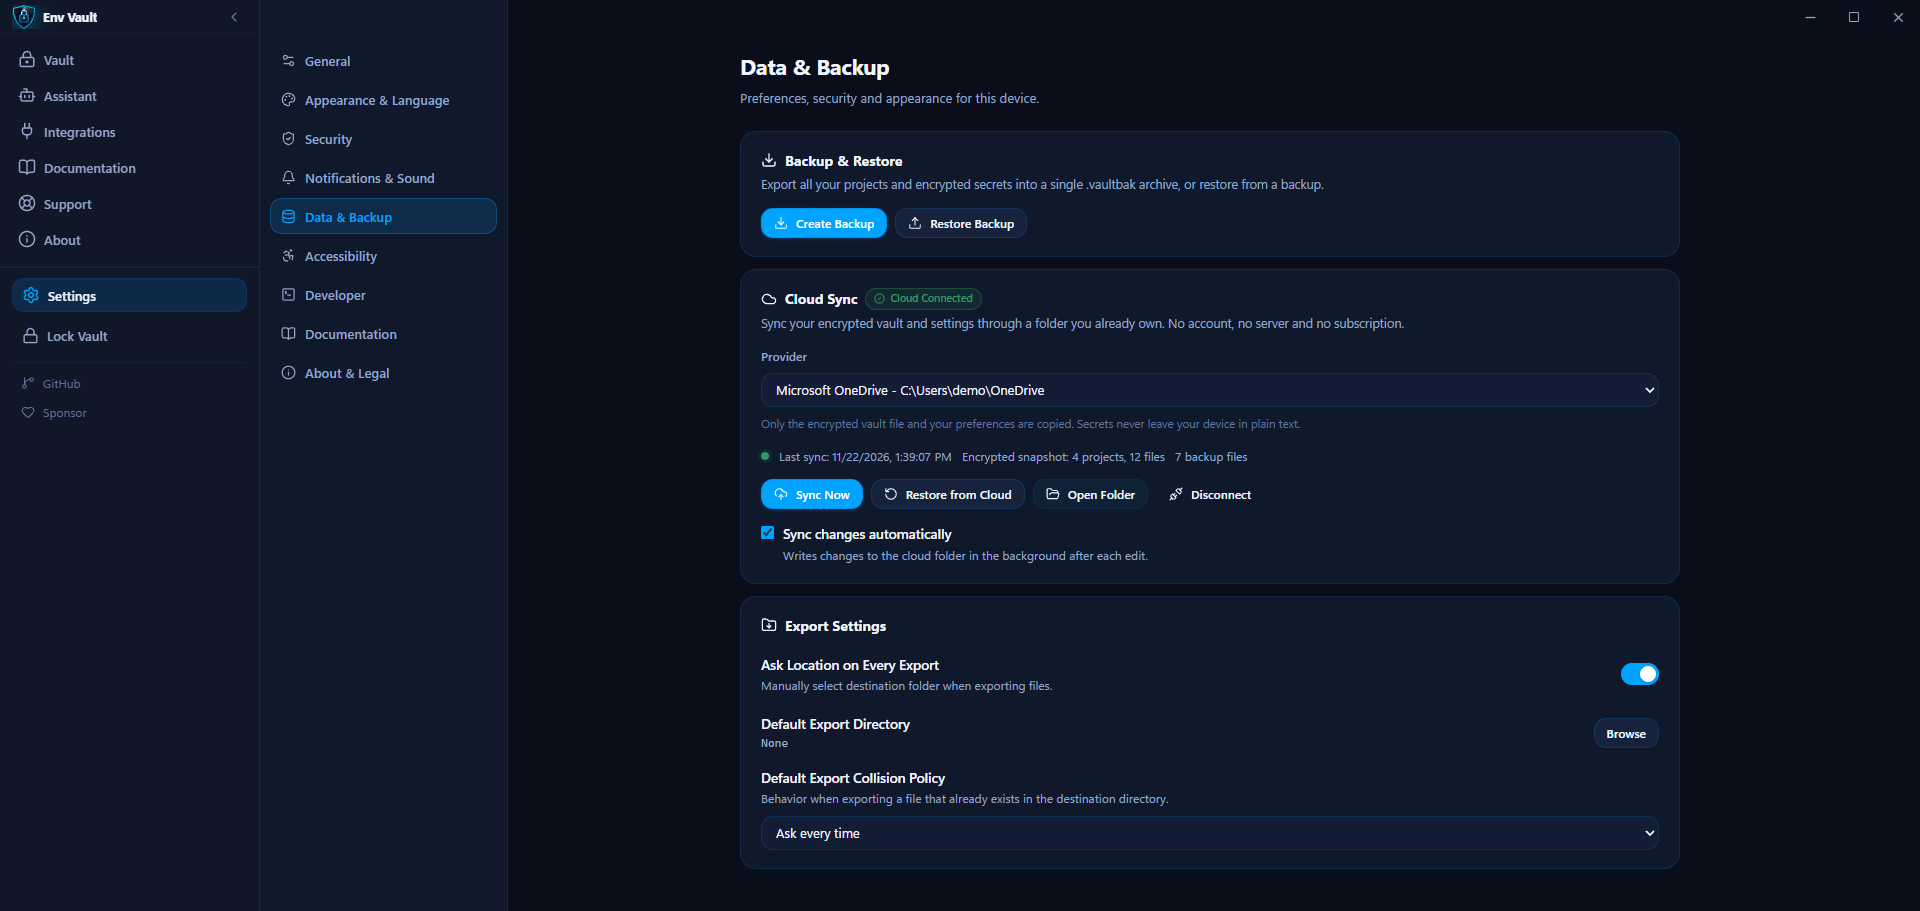 Env Vault
Vault
Assistant
Integrations
Documentation
Support
About
Settings
Lock Vault
GitHub
Sponsor
General
Appearance & Language
Security
Notifications & Sound
Data & Backup
Accessibility
Developer
Documentation
About & Legal
Data & Backup
Preferences, security and appearance for this device.
Backup & Restore
Export all your projects and encrypted secrets into a single .vaultbak archive, or restore from a backup.
Create Backup
Restore Backup
Cloud Sync
Cloud Connected
Sync your encrypted vault and settings through a folder you already own. No account, no server and no subscription.
Provider
Microsoft OneDrive - C:\Users\demo\OneDrive
Only the encrypted vault file and your preferences are copied. Secrets never leave your device in plain text.
Last sync: 11/22/2026, 1:39:07 PM Encrypted snapshot: 4 projects, 12 files 7 backup files
Sync Now
Restore from Cloud
Open Folder
Disconnect
Sync changes automatically
Writes changes to the cloud folder in the background after each edit.
Export Settings
Ask Location on Every Export
Manually select destination folder when exporting files.
Default Export Directory
None
Browse
Default Export Collision Policy
Behavior when exporting a file that already exists in the destination directory.
Ask every time